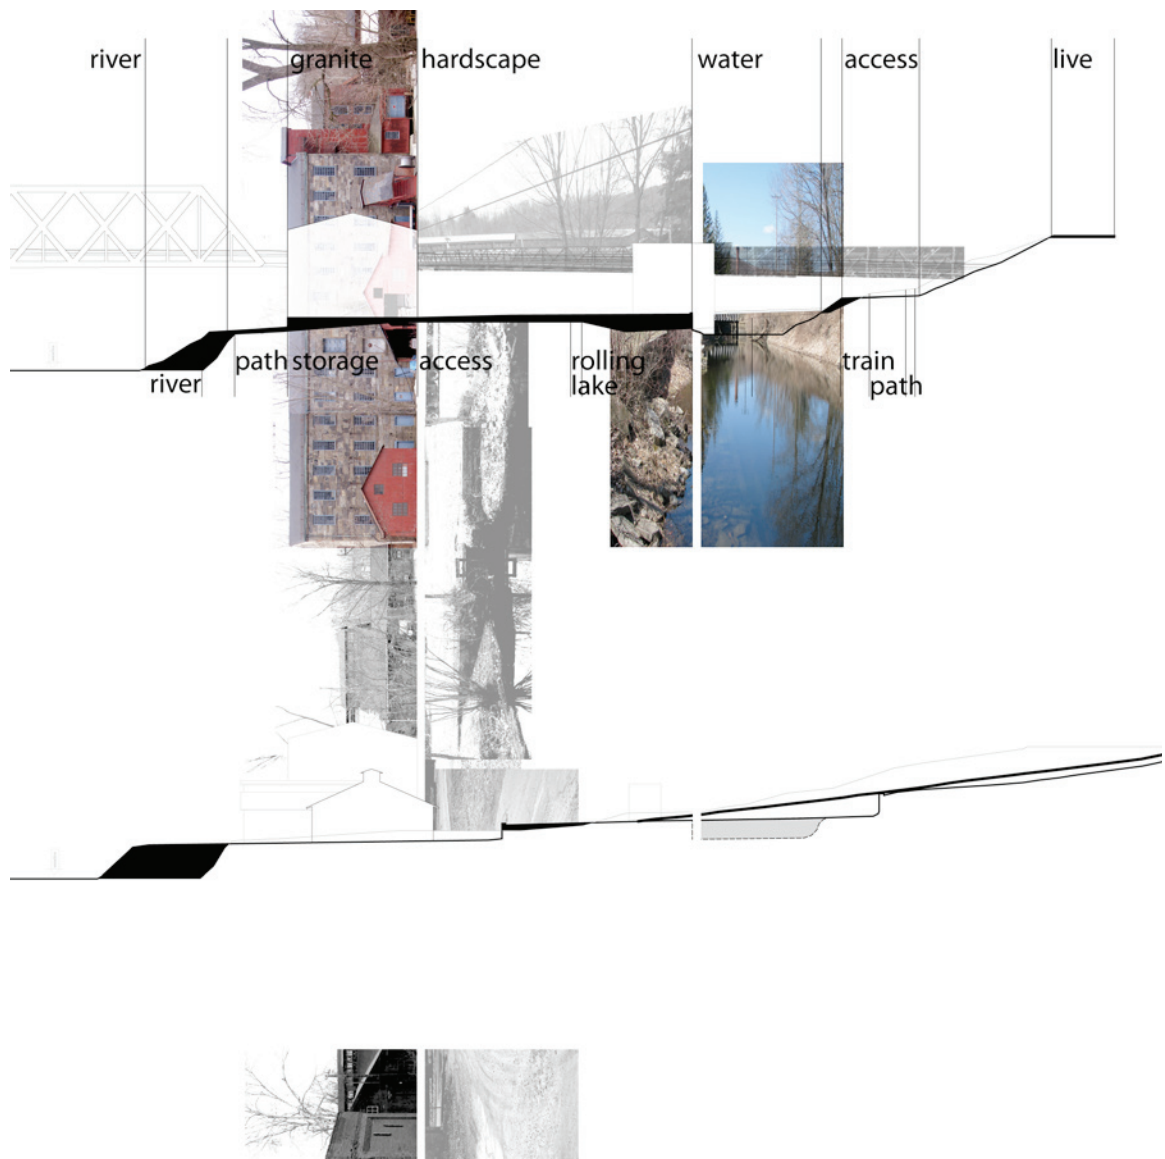 river granite hardscape water access live
path storage access rolling train
river lake path